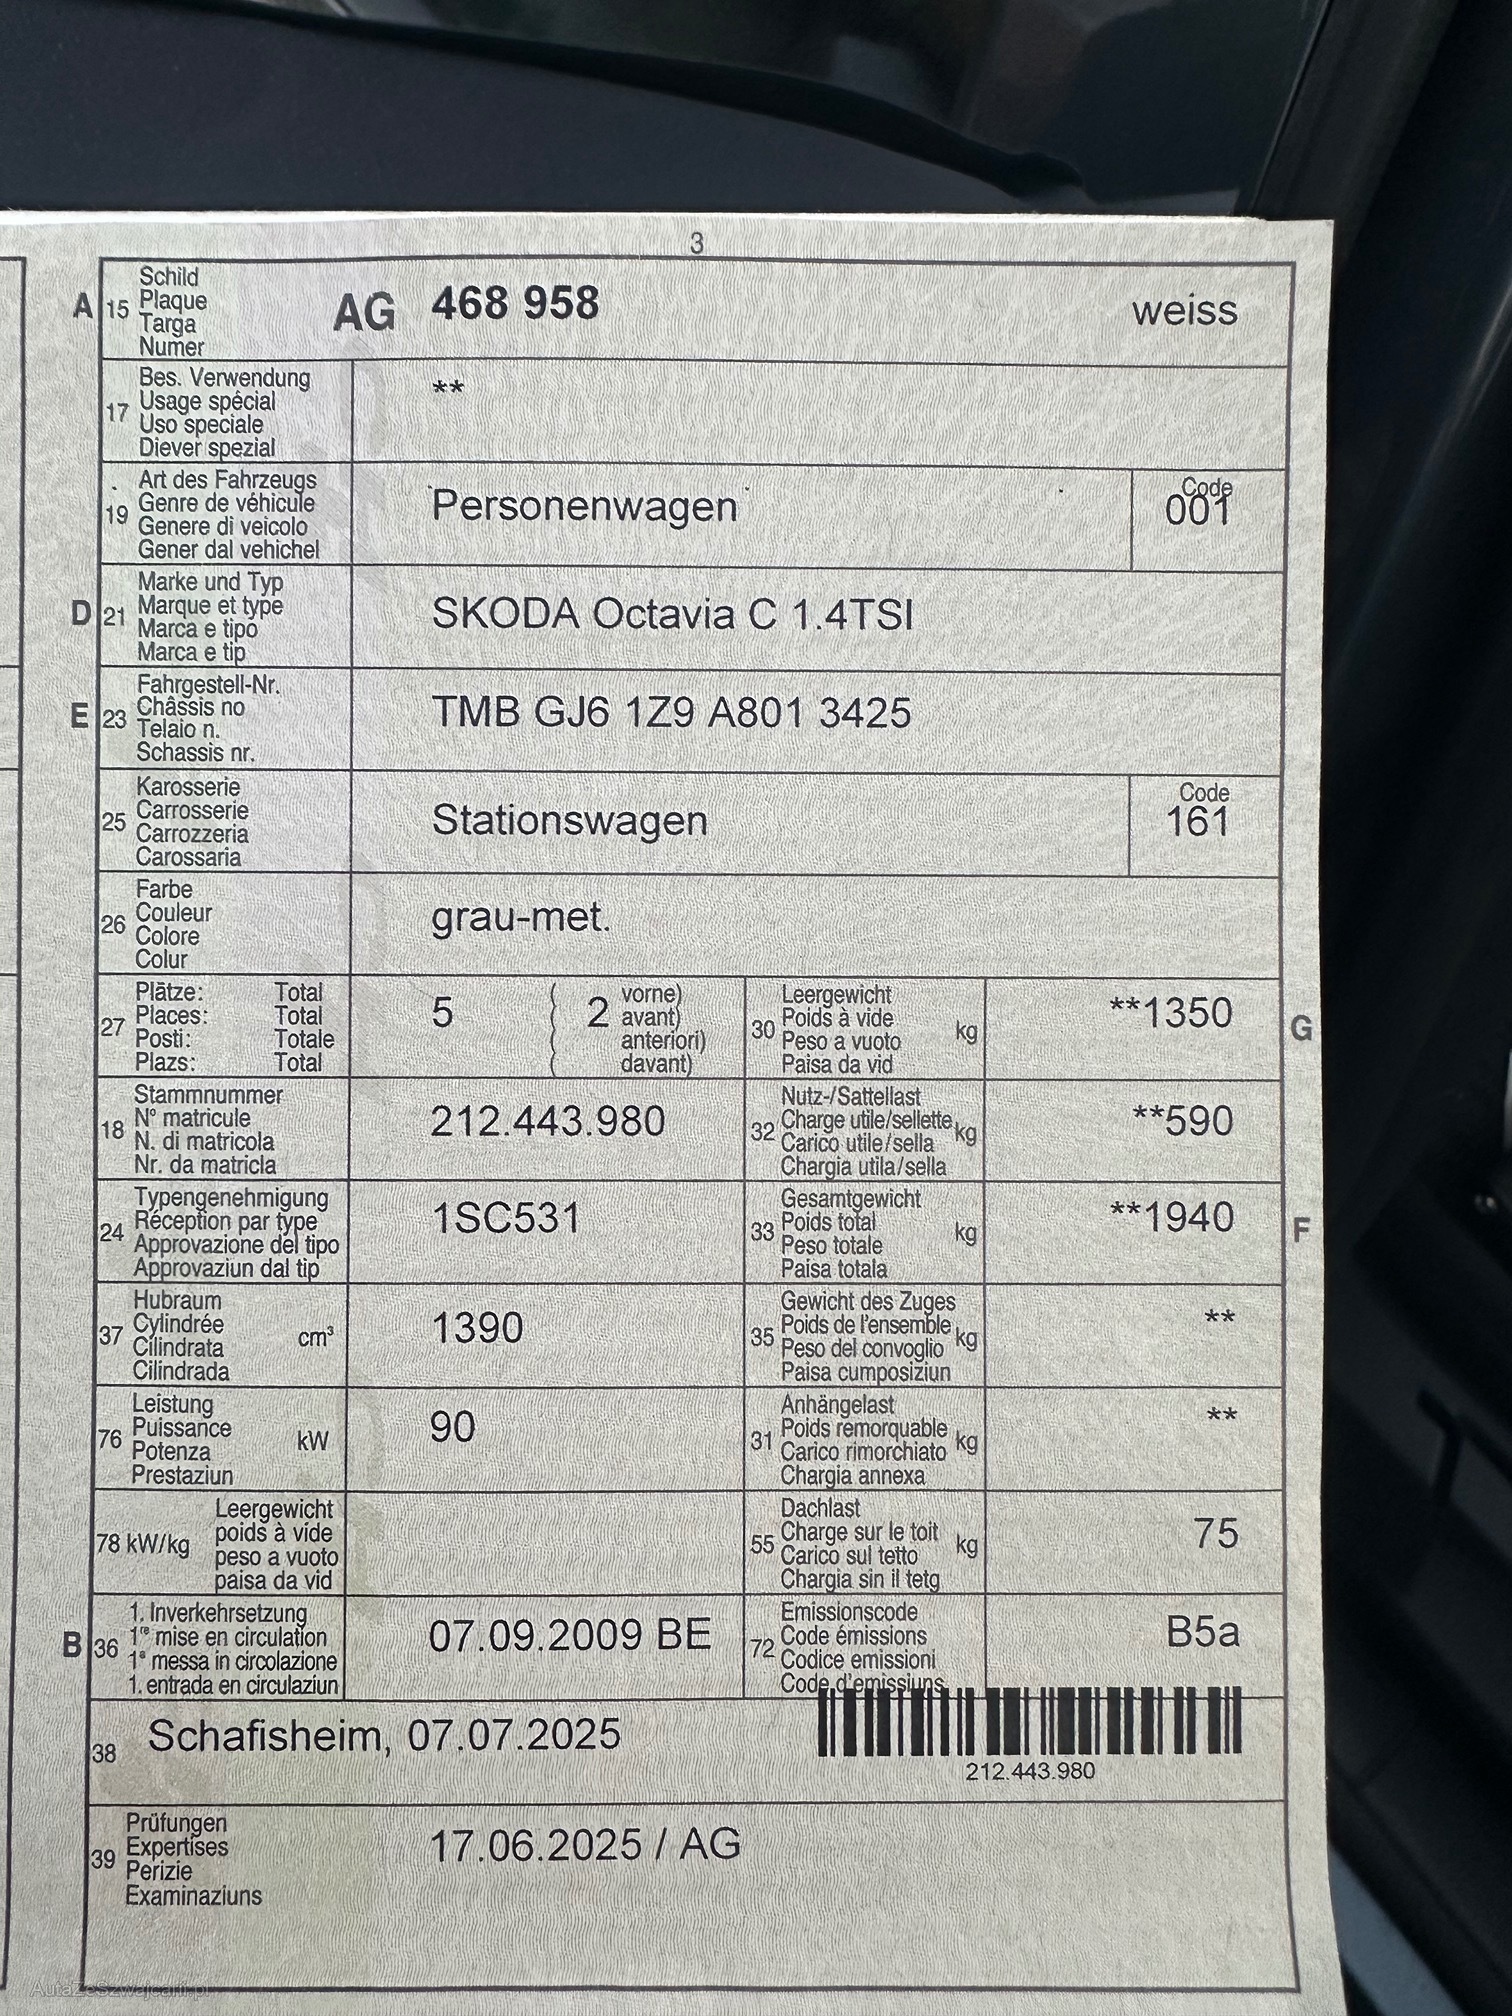 3
A 15 Schild
Plaque
Targa
Numer
AG 468 958 weiss
17 Bes. Verwendung
Usage spécial
Uso speciale
Diever spezial
**
19 Art des Fahrzeugs
Genre de véhicule
Genere di veicolo
Gener dal vehichel
Personenwagen
Code
001
D 21 Marke und Typ
Marque et type
Marca e tipo
Marca e tip
SKODA Octavia C 1.4TSI
E 23 Fahrgestell-Nr.
Châssis no
Telaio n.
Schassis nr.
TMB GJ6 1Z9 A801 3425
25 Karosserie
Carrosserie
Carrozzeria
Carossaria
Stationswagen
Code
161
26 Farbe
Couleur
Colore
Colur
grau-met.
27 Plätze: Total
Places: Total
Posti: Totale
Plazs: Total
5 ( 2 vorne)
avant)
anteriori)
davant)
30 Leergewicht
Poids à vide
Peso a vuoto
Paisa da vid
kg
**1350
G
18 Stammnummer
N° matricule
N. di matricola
Nr. da matricla
212.443.980
32 Nutz-/Sattellast
Charge utile/sellette
Carico utile/sella
Chargia utila/sella
kg
**590
24 Typengenehmigung
Réception par type
Approvazione del tipo
Approvaziun dal tip
1SC531
33 Gesamtgewicht
Poids total
Peso totale
Paisa totala
kg
**1940
F
37 Hubraum
Cylindrée
Cilindrata
Cilindrada
cm³
1390
35 Gewicht des Zuges
Poids de l'ensemble
Peso del convoglio
Paisa cumposiziun
kg
**
76 Leistung
Puissance
Potenza
Prestaziun
kW
90
31 Anhängelast
Poids remorquable
Carico rimorchiato
Chargia annexa
kg
**
78 kW/kg Leergewicht
poids à vide
peso a vuoto
paisa da vid
55 Dachlast
Charge sur le toit
Carico sul tetto
Chargia sin il tetg
kg
75
B 36 1. Inverkehrsetzung
1re mise en circulation
1a messa in circolazione
1. entrada en circulaziun
07.09.2009 BE
72 Emissionscode
Code émissions
Codice emissioni
Code d'emissiuns
B5a
38 Schafisheim, 07.07.2025
212.443.980
39 Prüfungen
Expertises
Perizie
Examinaziuns
17.06.2025 / AG
AutaZeSzwajcarii.pl